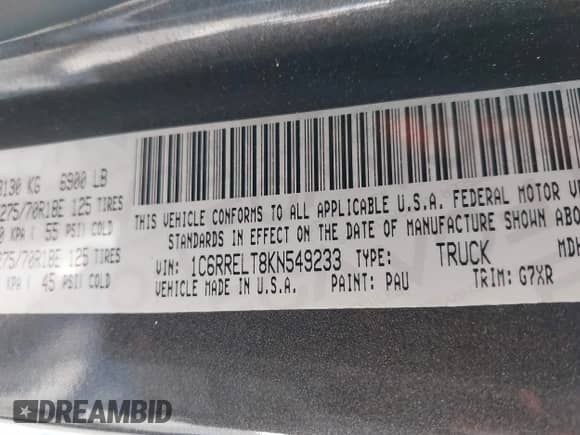 3130 KG 6900 LB
275/70R18E 125 TIRES
KPA / 55 PSI COLD
275/70R18E 125 TIRES
KPA / 45 PSI COLD
THIS VEHICLE CONFORMS TO ALL APPLICABLE U.S.A. FEDERAL MOTOR
STANDARDS IN EFFECT ON THE DATE OF MANUFACTURE SHOWN ABOVE
VIN: 1C6RRELT8KN549233 TYPE: TRUCK
VEHICLE MADE IN U.S.A. PAINT: PAU TRIM: G7XR
DREAMBID